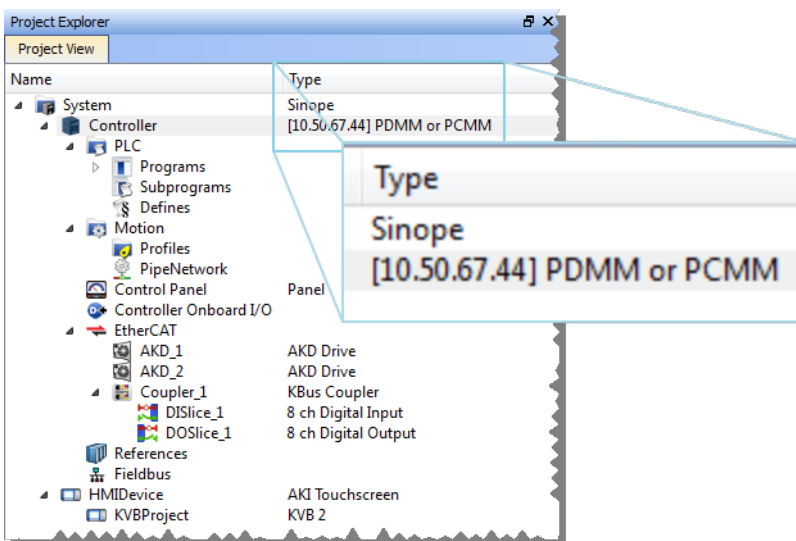 Project Explorer
Project View
Name Type
System Sinope
Controller [10.50.67.44] PDMM or PCMM
PLC
Programs
Subprograms
Defines
Motion
Profiles
PipeNetwork
Control Panel Panel
Controller Onboard I/O
EtherCAT
AKD_1 AKD Drive
AKD_2 AKD Drive
Coupler_1 KBus Coupler
DISlice_1 8 ch Digital Input
DOSlice_1 8 ch Digital Output
References
Fieldbus
HMIDevice AKI Touchscreen
KVBProject KVB 2
Type
Sinope
[10.50.67.44] PDMM or PCMM